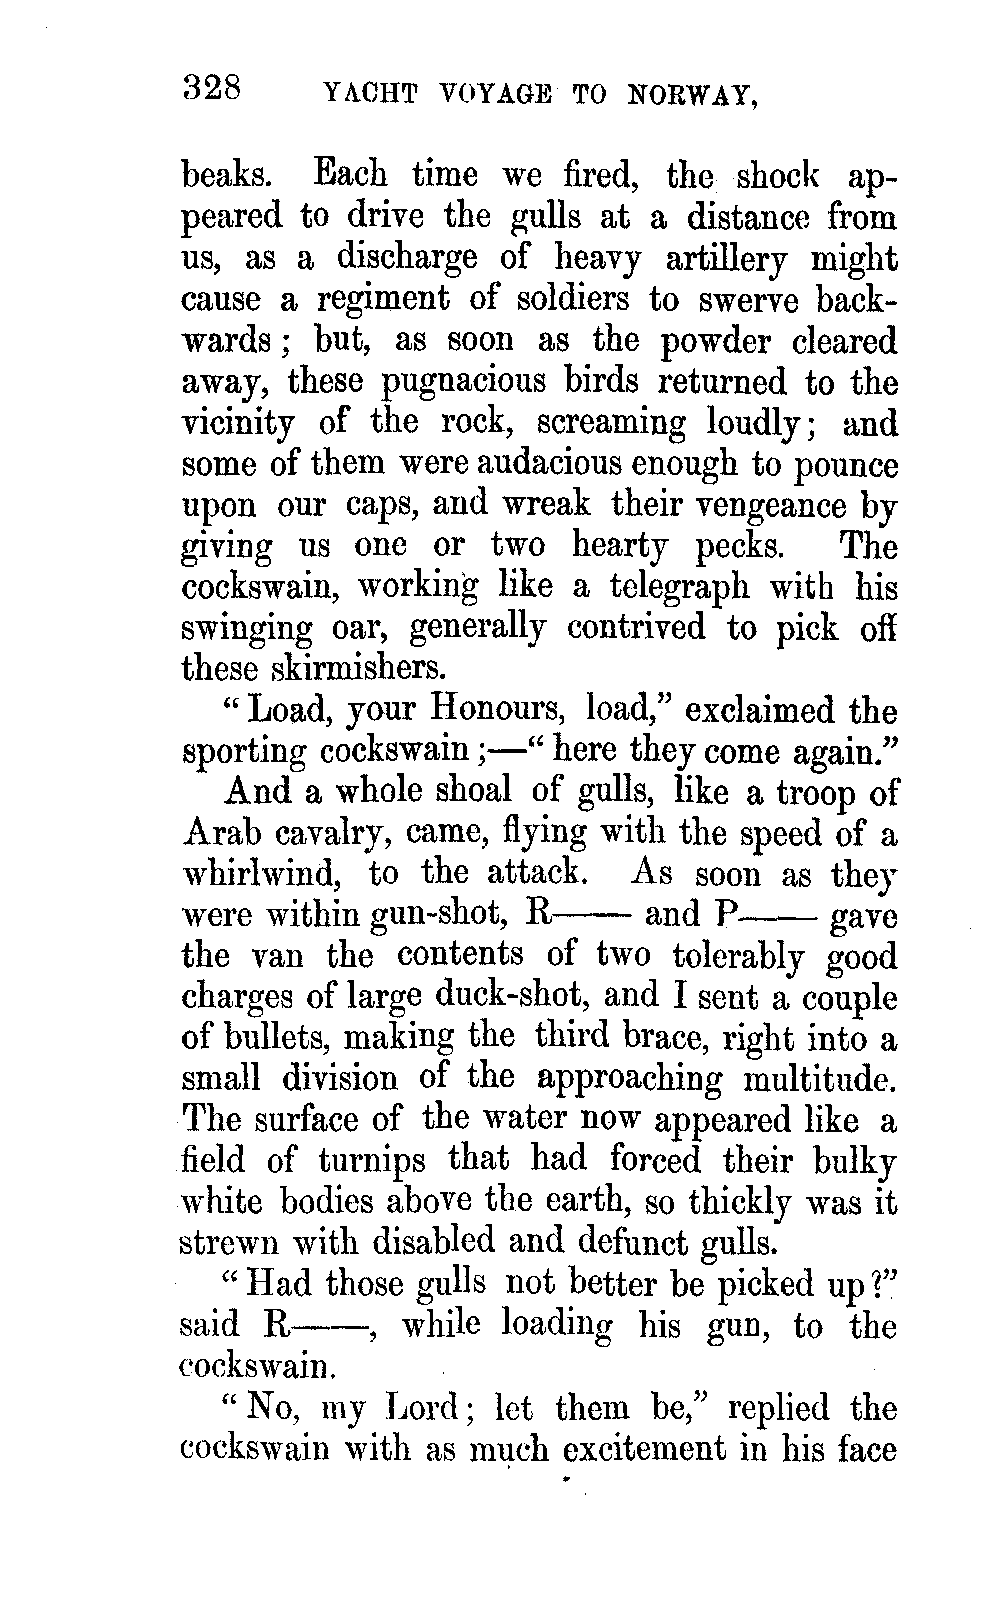 328 YACHT VOYAGE TO NORWAY,
beaks. Each time we fired, the shock ap-
peared to drive the gulls at a distance from
us, as a discharge of heavy artillery might
cause a regiment of soldiers to swerve back-
wards; but, as soon as the powder cleared
away, these pugnacious birds returned to the
vicinity of the rock, screaming loudly; and
some of them were audacious enough to pounce
upon our caps, and wreak their vengeance by
giving us one or two hearty pecks. The
cockswain, working like a telegraph with his
swinging oar, generally contrived to pick off
these skirmishers.
“Load, your Honours, load,” exclaimed the
sporting cockswain;—“here they come again.”
And a whole shoal of gulls, like a troop of
Arab cavalry, came, flying with the speed of a
whirlwind, to the attack. As soon as they
were within gun-shot, R—— and P—— gave
the van the contents of two tolerably good
charges of large duck-shot, and I sent a couple
of bullets, making the third brace, right into a
small division of the approaching multitude.
The surface of the water now appeared like a
field of turnips that had forced their bulky
white bodies above the earth, so thickly was it
strewn with disabled and defunct gulls.
“Had those gulls not better be picked up?”
said R——, while loading his gun, to the
cockswain.
“No, my Lord; let them be,” replied the
cockswain with as much excitement in his face